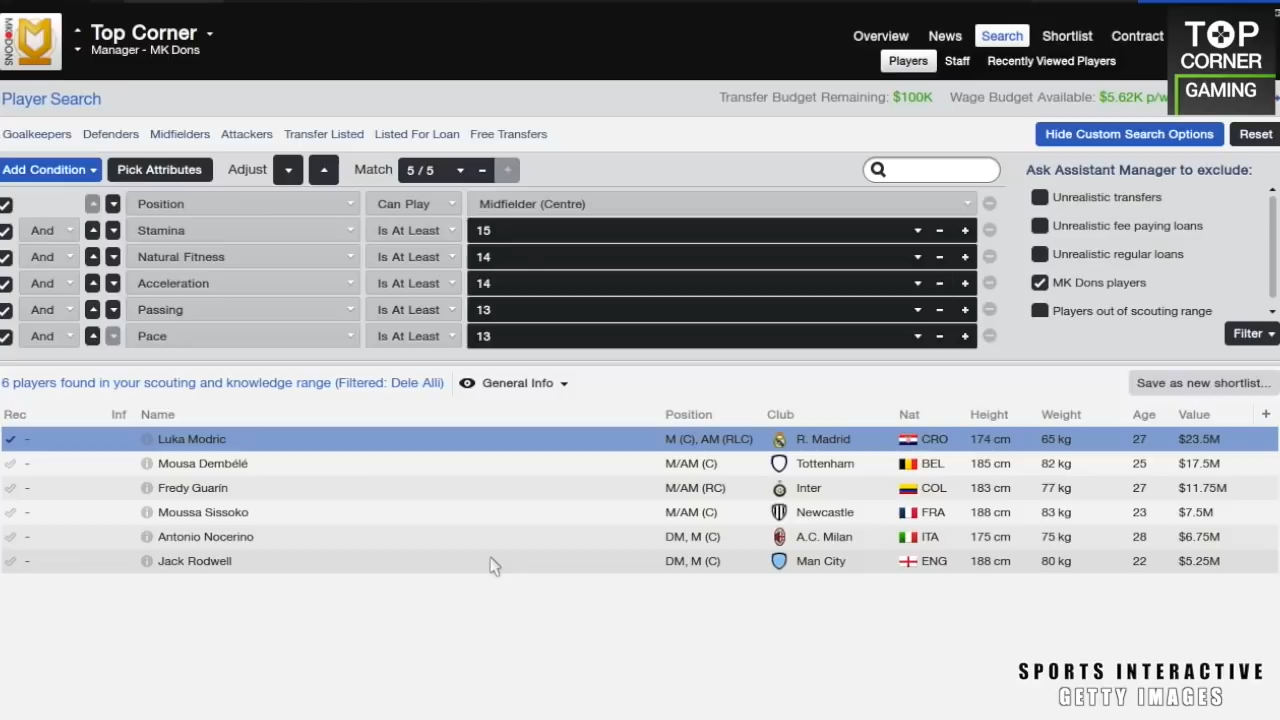 MK DONS
Top Corner
Manager - MK Dons
Overview News Search Shortlist Contract
Players Staff Recently Viewed Players
TOP
CORNER
GAMING
Player Search
Transfer Budget Remaining: $100K Wage Budget Available: $5.62K p/w
Goalkeepers Defenders Midfielders Attackers Transfer Listed Listed For Loan Free Transfers
Hide Custom Search Options Reset
Add Condition Pick Attributes Adjust Match 5 / 5
Ask Assistant Manager to exclude:
Position Can Play Midfielder (Centre)
And Stamina Is At Least 15
And Natural Fitness Is At Least 14
And Acceleration Is At Least 14
And Passing Is At Least 13
And Pace Is At Least 13
Unrealistic transfers
Unrealistic fee paying loans
Unrealistic regular loans
MK Dons players
Players out of scouting range
Filter
6 players found in your scouting and knowledge range (Filtered: Dele Alli) General Info Save as new shortlist...
Rec Inf Name Position Club Nat Height Weight Age Value +
- Luka Modric M (C), AM (RLC) R. Madrid CRO 174 cm 65 kg 27 $23.5M
- Mousa Dembélé M/AM (C) Tottenham BEL 185 cm 82 kg 25 $17.5M
- Fredy Guarín M/AM (RC) Inter COL 183 cm 77 kg 27 $11.75M
- Moussa Sissoko M/AM (C) Newcastle FRA 188 cm 83 kg 23 $7.5M
- Antonio Nocerino DM, M (C) A.C. Milan ITA 175 cm 75 kg 28 $6.75M
- Jack Rodwell DM, M (C) Man City ENG 188 cm 80 kg 22 $5.25M
SPORTS INTERACTIVE
GETTY IMAGES